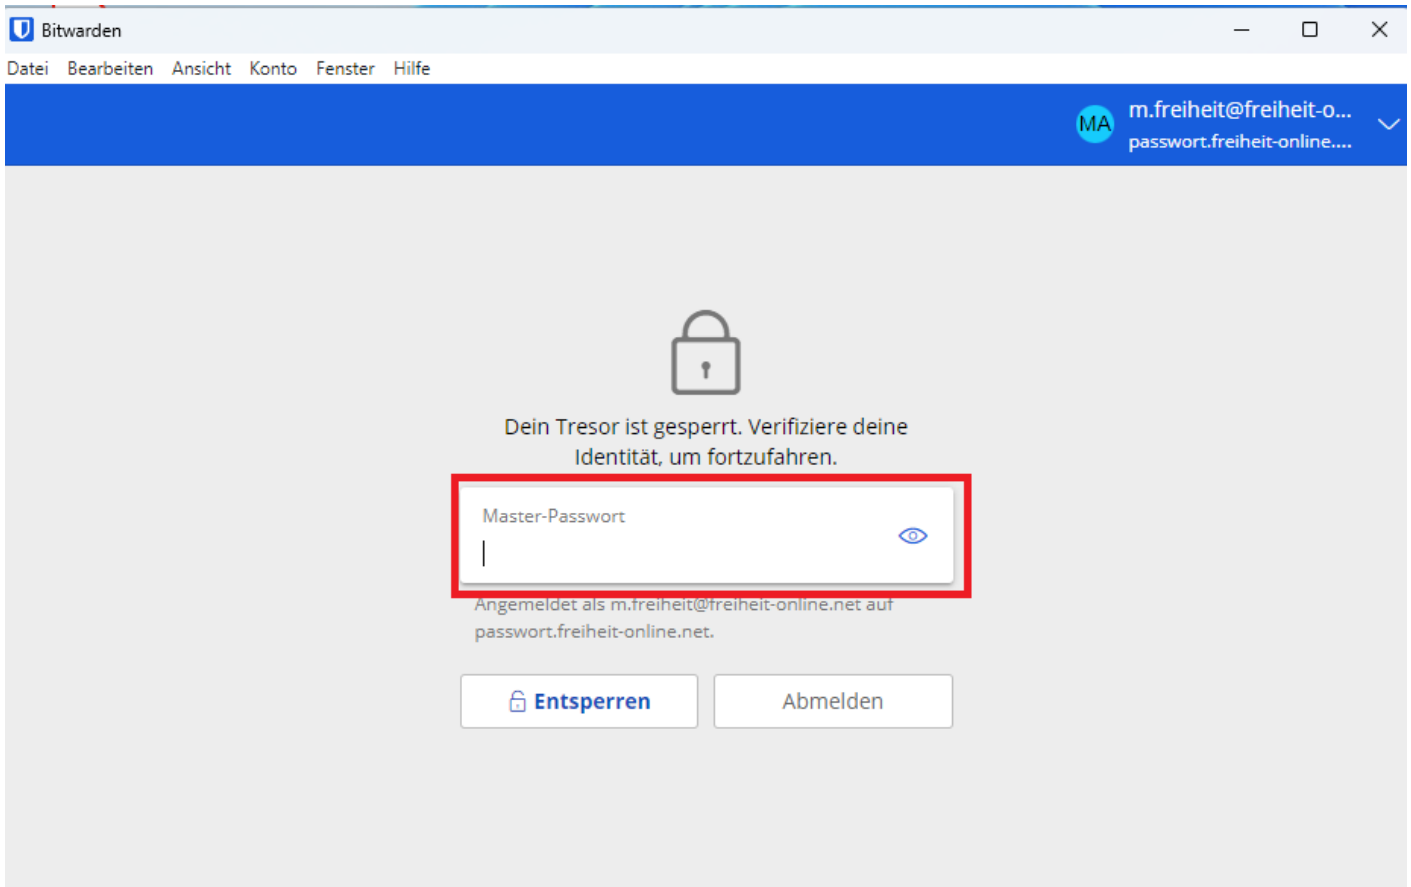 Bitwarden
Datei Bearbeiten Ansicht Konto Fenster Hilfe
MA
m.freiheit@freiheit-o...
passwort.freiheit-online....
Dein Tresor ist gesperrt. Verifiziere deine
Identität, um fortzufahren.
Master-Passwort
Angemeldet als m.freiheit@freiheit-online.net auf
passwort.freiheit-online.net.
Entsperren Abmelden